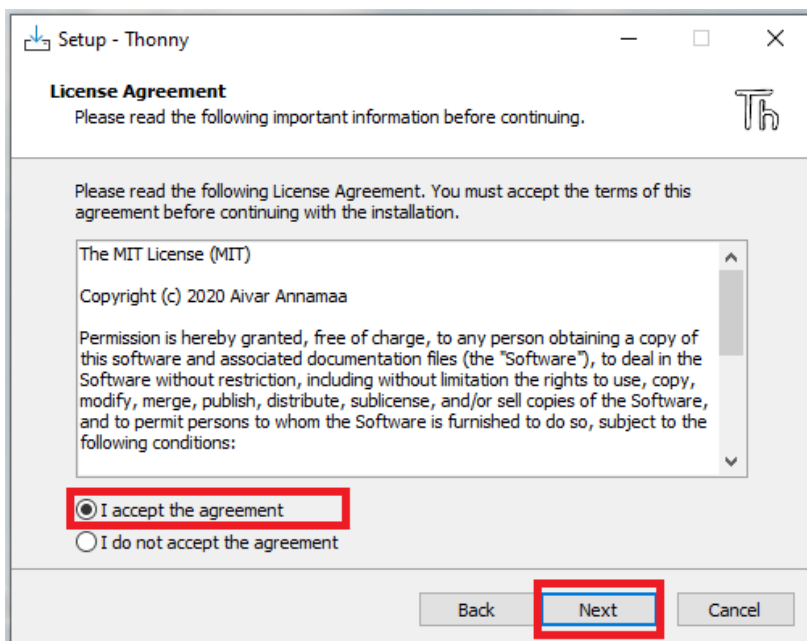 Setup - Thonny
License Agreement
Please read the following important information before continuing.
Th
Please read the following License Agreement. You must accept the terms of this
agreement before continuing with the installation.
The MIT License (MIT)
Copyright (c) 2020 Aivar Annamaa
Permission is hereby granted, free of charge, to any person obtaining a copy of
this software and associated documentation files (the "Software"), to deal in the
Software without restriction, including without limitation the rights to use, copy,
modify, merge, publish, distribute, sublicense, and/or sell copies of the Software,
and to permit persons to whom the Software is furnished to do so, subject to the
following conditions:
I accept the agreement
I do not accept the agreement
Back Next Cancel